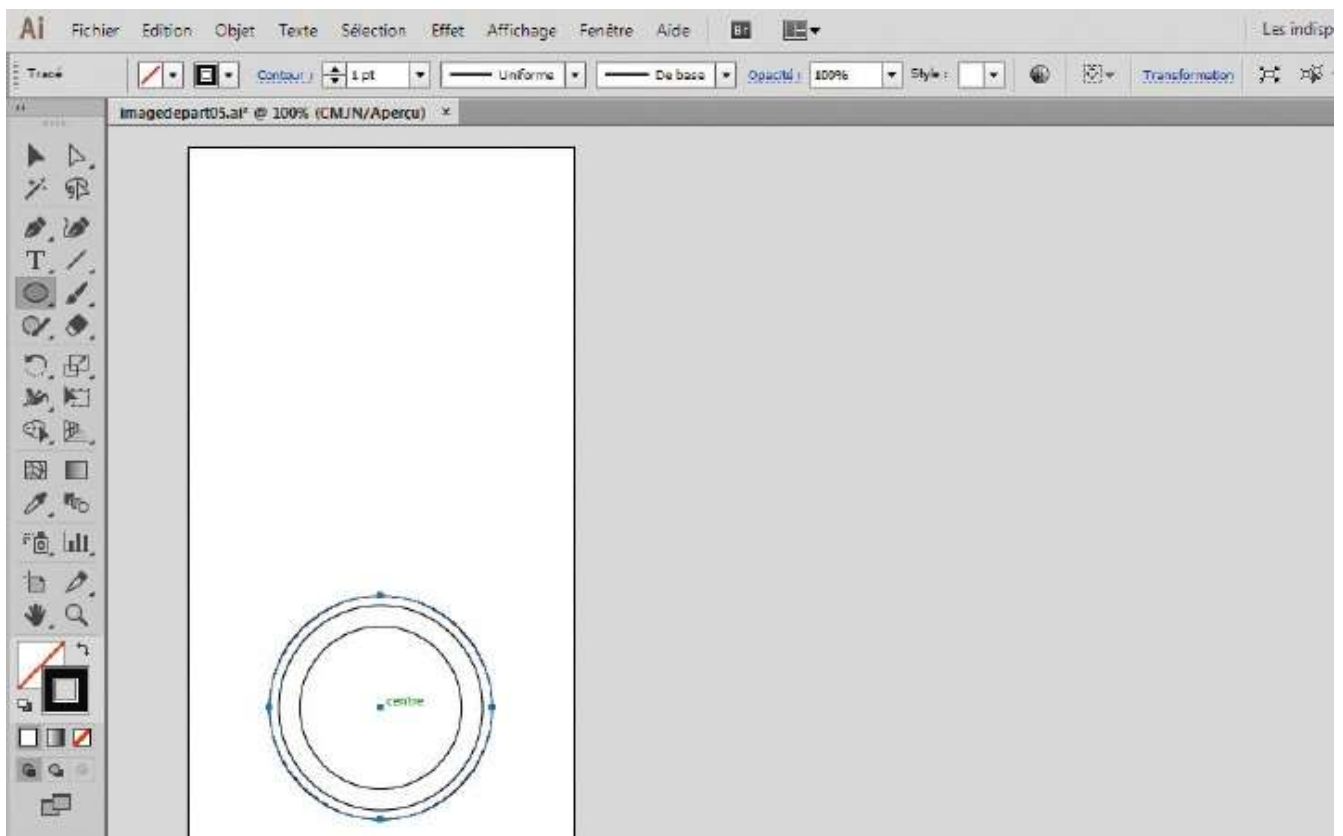 Ai Fichier Edition Objet Texte Sélection Effet Affichage Fenêtre Aide Br Les indisp
Tracé Contour : 1 pt Uniforme De base Opacité : 100% Style : Transformation
imagedepart05.ai* @ 100% (CMJN/Aperçu) ×
T
centre